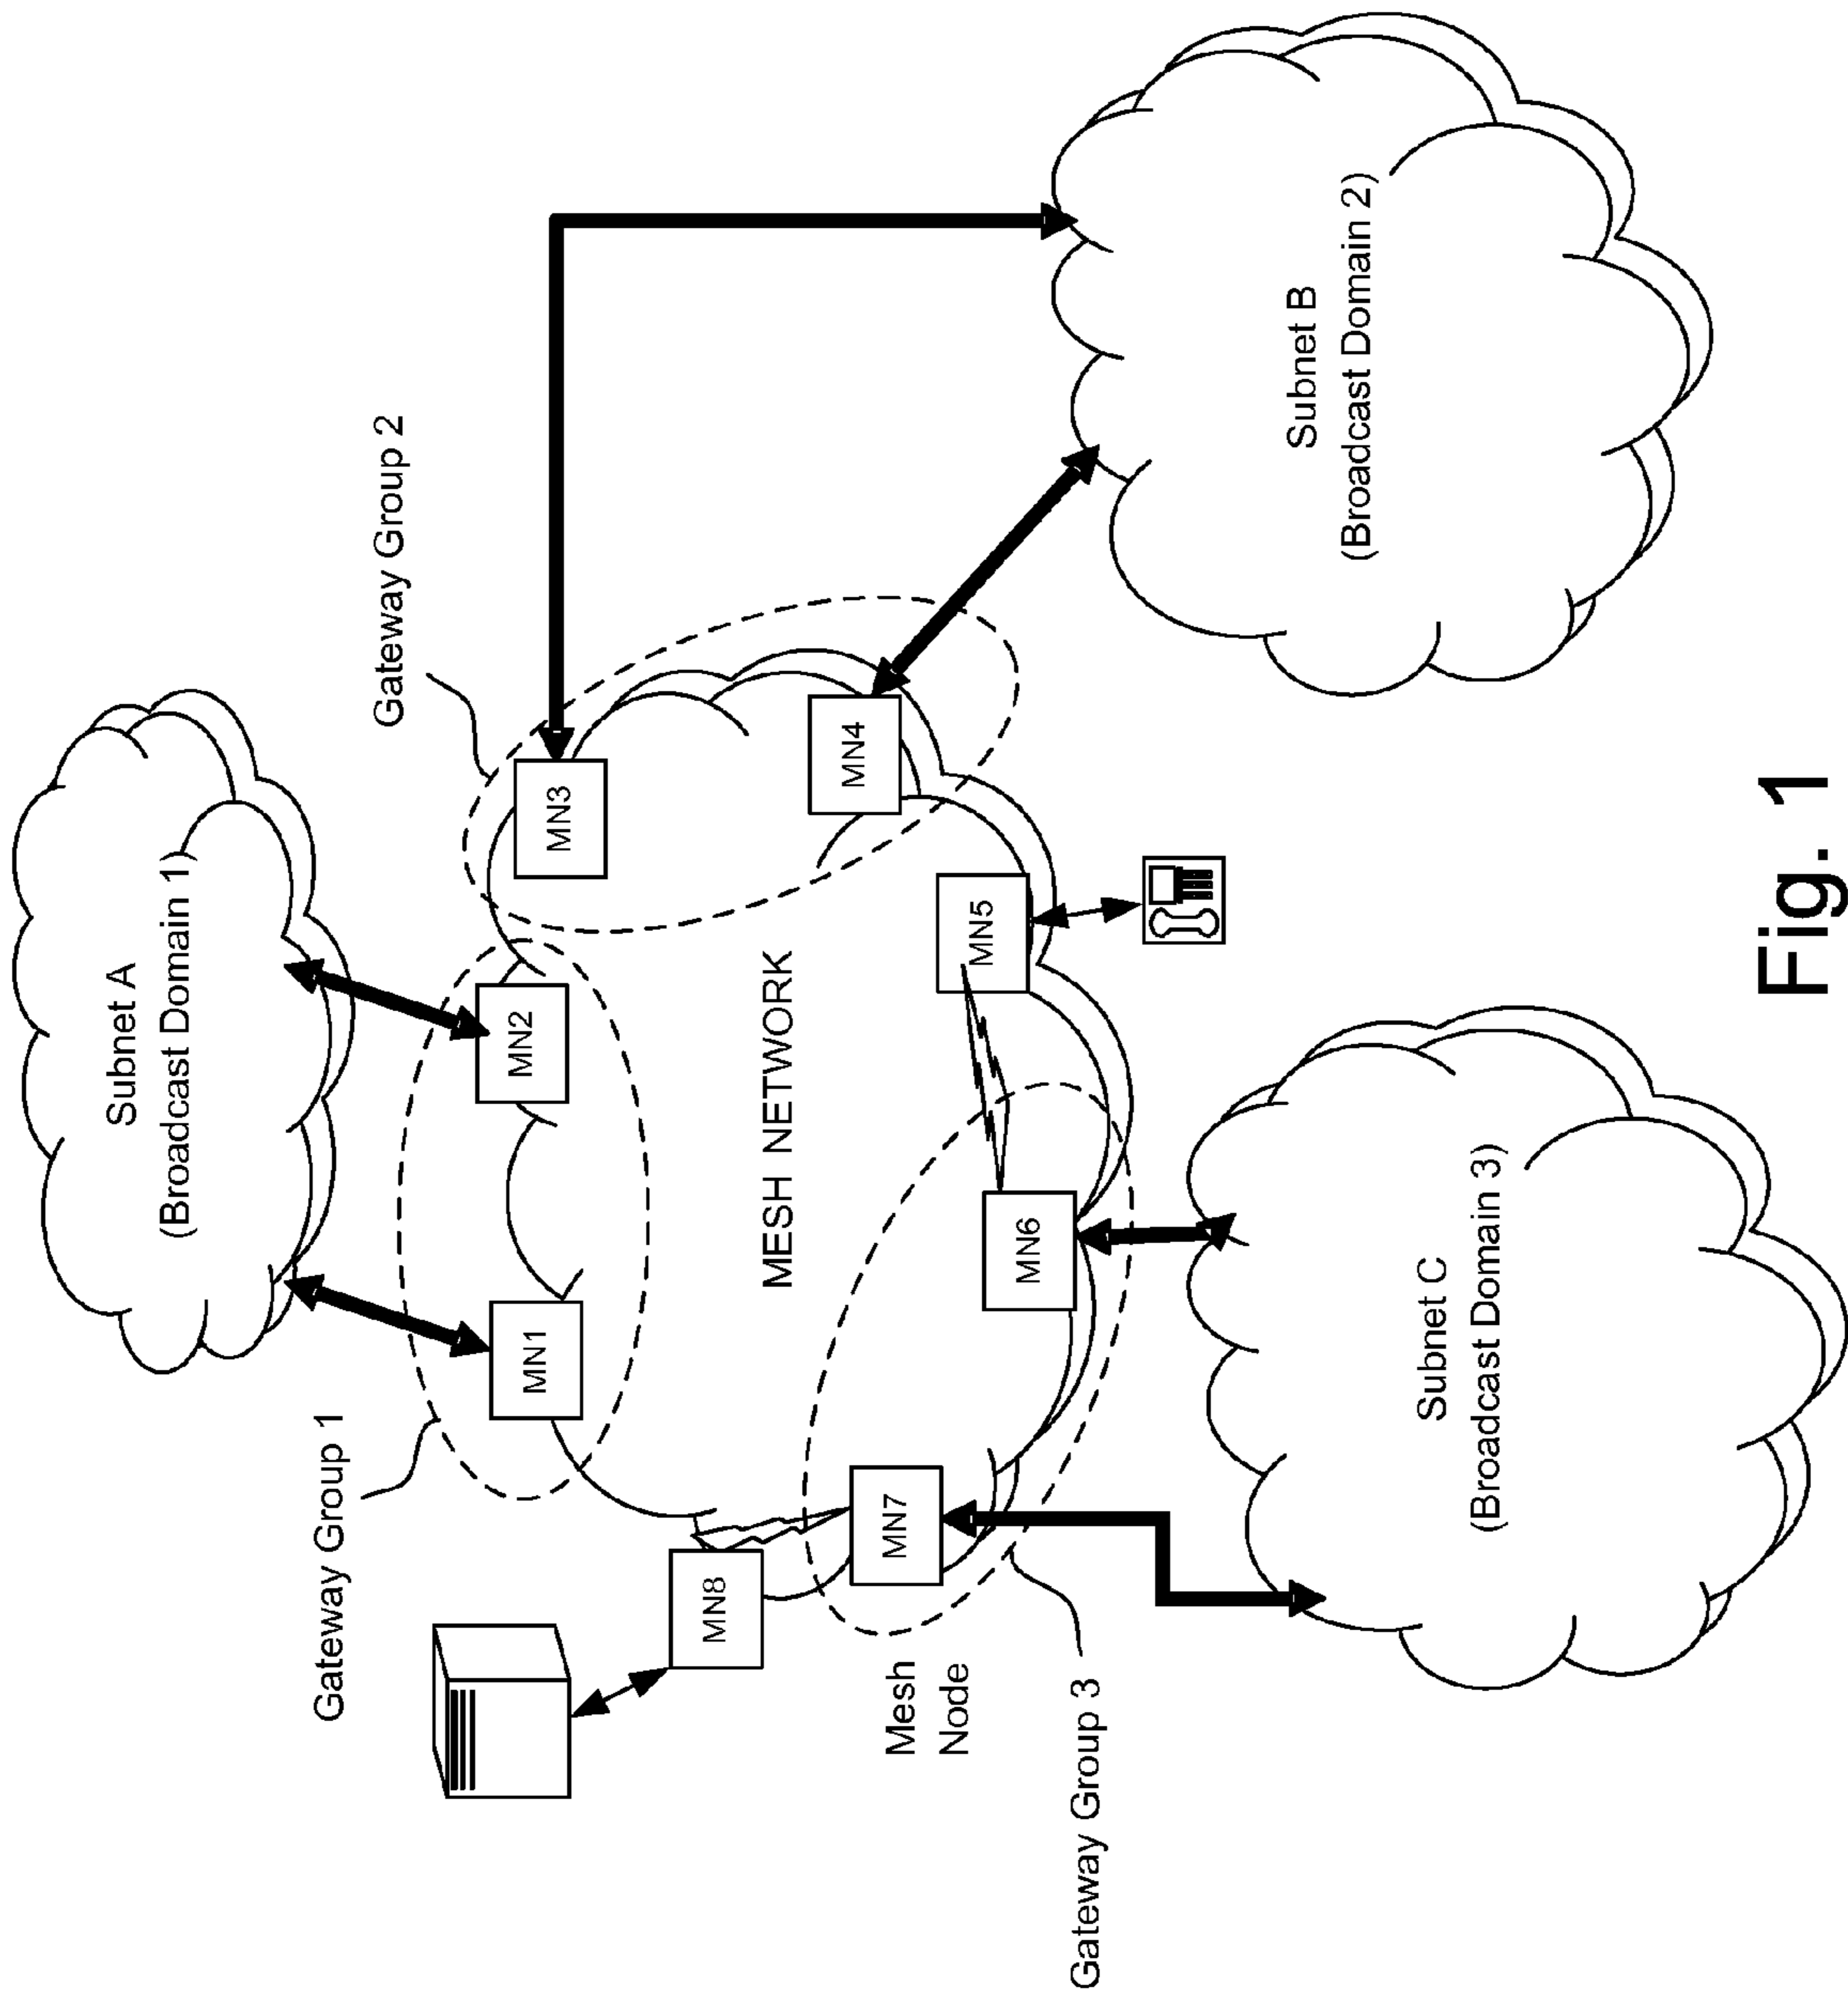 Subnet A
(Broadcast Domain 1)
Gateway Group 1
Gateway Group 2
MN1
MN2
MN3
MN8
MESH NETWORK
MN4
Mesh
Node
MN7
MN6
MN5
Gateway Group 3
Subnet B
(Broadcast Domain 2)
Subnet C
(Broadcast Domain 3)
Fig. 1